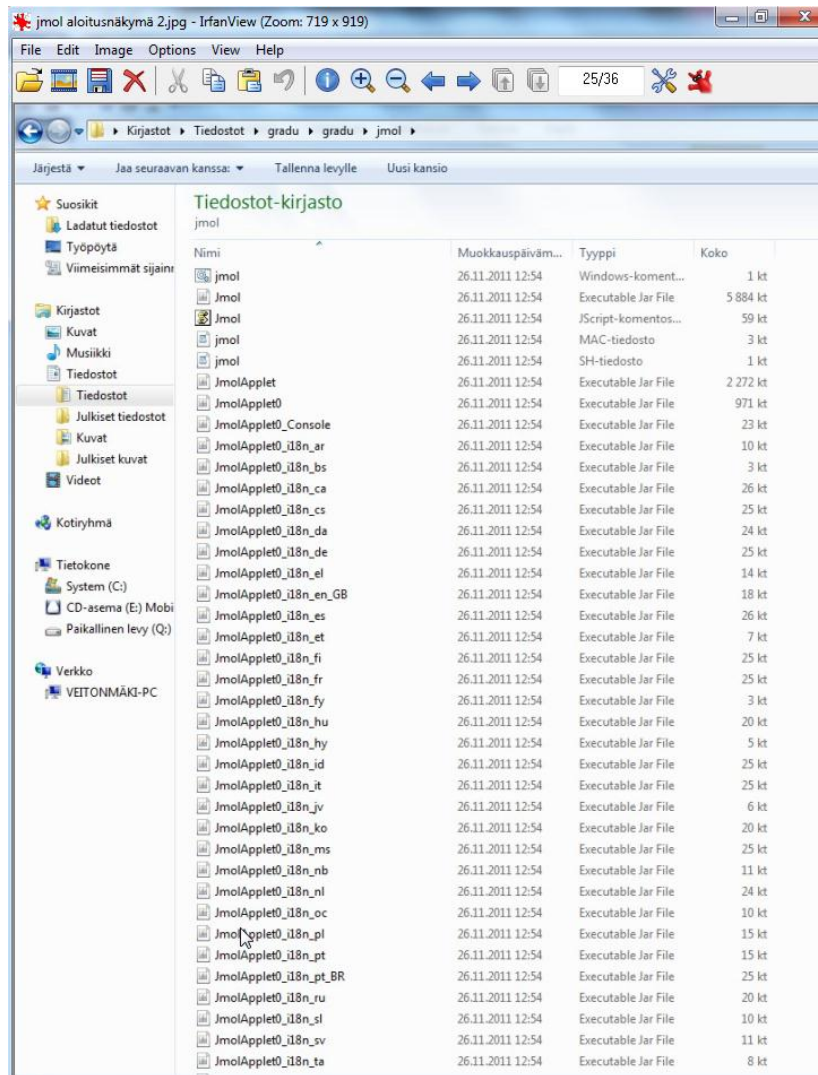 jmol aloitusnäkymä 2.jpg - IrfanView (Zoom: 719 x 919)
File Edit Image Options View Help
25/36
Kirjastot Tiedostot gradu gradu jmol
Järjestä Jaa seuraavan kanssa: Tallenna levylle Uusi kansio
Suosikit
Ladatut tiedostot
Työpöytä
Viimeisimmät sijainn
Kirjastot
Kuvat
Musiikki
Tiedostot
Tiedostot
Julkiset tiedostot
Kuvat
Julkiset kuvat
Videot
Kotiryhmä
Tietokone
System (C:)
CD-asema (E:) Mobi
Paikallinen levy (Q:)
Verkko
VEITONMÄKI-PC
Tiedostot-kirjasto
jmol
Nimi Muokkauspäiväm... Tyyppi Koko
jmol 26.11.2011 12:54 Windows-koment... 1 kt
Jmol 26.11.2011 12:54 Executable Jar File 5 884 kt
Jmol 26.11.2011 12:54 JScript-komentos... 59 kt
jmol 26.11.2011 12:54 MAC-tiedosto 3 kt
jmol 26.11.2011 12:54 SH-tiedosto 1 kt
JmolApplet 26.11.2011 12:54 Executable Jar File 2 272 kt
JmolApplet0 26.11.2011 12:54 Executable Jar File 971 kt
JmolApplet0_Console 26.11.2011 12:54 Executable Jar File 23 kt
JmolApplet0_i18n_ar 26.11.2011 12:54 Executable Jar File 10 kt
JmolApplet0_i18n_bs 26.11.2011 12:54 Executable Jar File 3 kt
JmolApplet0_i18n_ca 26.11.2011 12:54 Executable Jar File 26 kt
JmolApplet0_i18n_cs 26.11.2011 12:54 Executable Jar File 25 kt
JmolApplet0_i18n_da 26.11.2011 12:54 Executable Jar File 24 kt
JmolApplet0_i18n_de 26.11.2011 12:54 Executable Jar File 25 kt
JmolApplet0_i18n_el 26.11.2011 12:54 Executable Jar File 14 kt
JmolApplet0_i18n_en_GB 26.11.2011 12:54 Executable Jar File 18 kt
JmolApplet0_i18n_es 26.11.2011 12:54 Executable Jar File 26 kt
JmolApplet0_i18n_et 26.11.2011 12:54 Executable Jar File 7 kt
JmolApplet0_i18n_fi 26.11.2011 12:54 Executable Jar File 25 kt
JmolApplet0_i18n_fr 26.11.2011 12:54 Executable Jar File 25 kt
JmolApplet0_i18n_fy 26.11.2011 12:54 Executable Jar File 3 kt
JmolApplet0_i18n_hu 26.11.2011 12:54 Executable Jar File 20 kt
JmolApplet0_i18n_hy 26.11.2011 12:54 Executable Jar File 5 kt
JmolApplet0_i18n_id 26.11.2011 12:54 Executable Jar File 25 kt
JmolApplet0_i18n_it 26.11.2011 12:54 Executable Jar File 25 kt
JmolApplet0_i18n_jv 26.11.2011 12:54 Executable Jar File 6 kt
JmolApplet0_i18n_ko 26.11.2011 12:54 Executable Jar File 20 kt
JmolApplet0_i18n_ms 26.11.2011 12:54 Executable Jar File 25 kt
JmolApplet0_i18n_nb 26.11.2011 12:54 Executable Jar File 11 kt
JmolApplet0_i18n_nl 26.11.2011 12:54 Executable Jar File 24 kt
JmolApplet0_i18n_oc 26.11.2011 12:54 Executable Jar File 10 kt
JmolApplet0_i18n_pl 26.11.2011 12:54 Executable Jar File 15 kt
JmolApplet0_i18n_pt 26.11.2011 12:54 Executable Jar File 15 kt
JmolApplet0_i18n_pt_BR 26.11.2011 12:54 Executable Jar File 25 kt
JmolApplet0_i18n_ru 26.11.2011 12:54 Executable Jar File 20 kt
JmolApplet0_i18n_sl 26.11.2011 12:54 Executable Jar File 10 kt
JmolApplet0_i18n_sv 26.11.2011 12:54 Executable Jar File 11 kt
JmolApplet0_i18n_ta 26.11.2011 12:54 Executable Jar File 8 kt